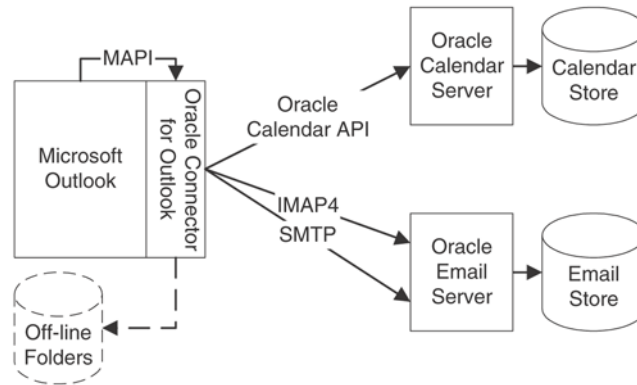 MAPI
Microsoft
Outlook
Oracle Connector
for Outlook
Off-line
Folders
Oracle
Calendar API
IMAP4
SMTP
Oracle
Calendar
Server
Calendar
Store
Oracle
Email
Server
Email
Store